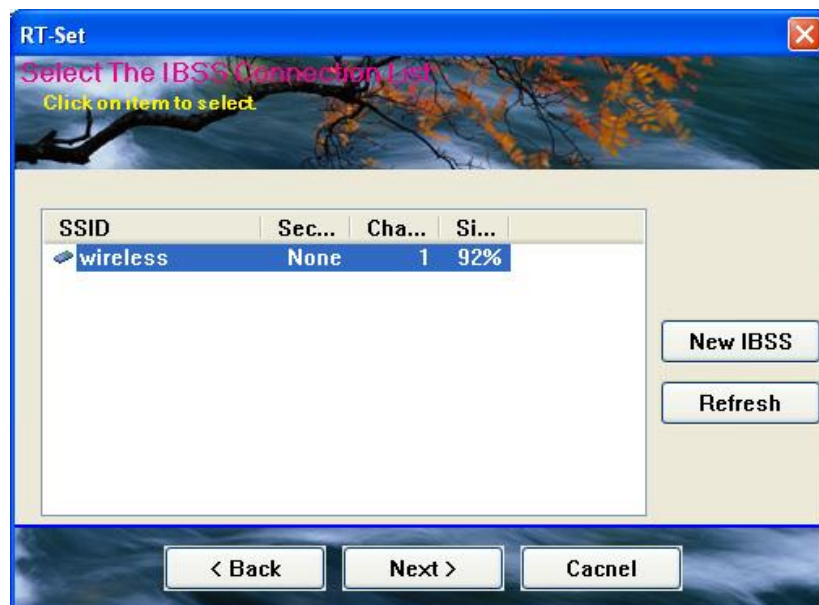 RT-Set
Select The IBSS Connection List.
Click on item to select.
SSID Sec... Cha... Si...
wireless None 1 92%
New IBSS
Refresh
< Back Next > Cacnel